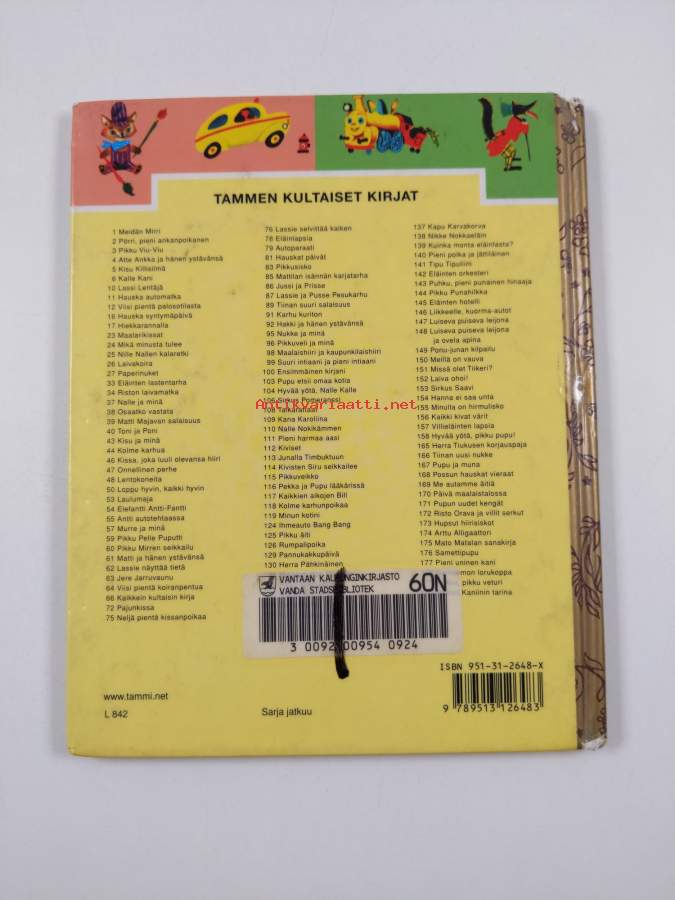 TAMMEN KULTAISET KIRJAT
1 Meidän Mirri
2 Pörri, pieni ankanpoikanen
3 Pikku Viu-Viu
4 Atte Ankka ja hänen ystävänsä
5 Kisu Kiiliisilmä
6 Kalle Kani
10 Lassi Lentäjä
11 Hauska automatka
12 Viisi pientä palosotilasta
16 Hauska syntymäpäivä
17 Hiekkarannalla
23 Maalarikissat
24 Mikä minusta tulee
25 Nille Nallen kalaretki
26 Laivakoira
27 Paperinuket
33 Eläinten lastentarha
34 Riston laivamatka
37 Nalle ja minä
38 Osaatko vastata
39 Matti Majavan salaisuus
40 Toni ja Poni
43 Kisu ja minä
44 Kolme karhua
46 Kissa, joka luuli olevansa hiiri
47 Onnellinen perhe
48 Lentokoneita
50 Loppu hyvin, kaikki hyvin
53 Laulumaja
54 Elefantti Antti-Fantti
55 Antti autotehtaassa
57 Murre ja minä
59 Pikku Pelle Puputti
60 Pikku Mirren seikkailu
61 Matti ja hänen ystävänsä
62 Lassie näyttää tietä
63 Jere Jarruvaunu
64 Viisi pientä koiranpentua
66 Kaikkein kultaisin kirja
72 Pajunkissa
75 Neljä pientä kissanpoikaa
76 Lassie selvittää kaiken
78 Eläinlapsia
79 Autoparaati
81 Hauskat päivät
83 Pikkusisko
85 Mattilan isännän karjatarha
86 Jussi ja Prisse
87 Lassie ja Pusse Pesukarhu
89 Tiinan suuri salaisuus
91 Karhu kuriton
92 Hakki ja hänen ystävänsä
95 Nukke ja minä
96 Pikkuveli ja minä
98 Maalaishiiri ja kaupunkilaishiiri
99 Suuri intiaani ja pieni intiaani
100 Ensimmäinen kirjani
103 Pupu etsii omaa kotia
104 Hyvää yötä, Nalle Kalle
106 Sirkus Pomeranssi
108 Taikarattaat
109 Kana Karoliina
110 Nalle Nokikämmen
111 Pieni harmaa aasi
112 Kiviset
113 Junalla Timbuktuun
114 Kivisten Siru seikkailee
115 Pikkuveikko
116 Pekka ja Pupu lääkärissä
117 Kaikkien aikojen Bill
118 Kolme karhunpoikaa
119 Minun kotini
124 Ihmeauto Bang Bang
125 Pikku äiti
126 Rumpalipoika
129 Pannukakkupäivä
130 Herra Pähkinäinen
137 Kapu Karvakorva
138 Nikke Nokkaeläin
139 Kuinka monta eläinlasta?
140 Pieni poika ja jättiläinen
141 Tipu Tipuliini
142 Eläinten orkesteri
143 Puhku, pieni punainen hinaaja
144 Pikku Punahilkka
145 Eläinten hotelli
146 Liikkeelle, kuorma-autot
147 Luiseva puiseva leijona
148 Luiseva puiseva leijona
ja ovela apina
149 Ponu-junan kilpailu
150 Meillä on vauva
151 Missä olet Tiikeri?
152 Laiva ohoi!
153 Sirkus Saavi
154 Hanna ei saa unta
155 Minulla on hirmulisko
156 Kaikki kivat värit
157 Villieläinten lapsia
158 Hyvää yötä, pikku pupu!
165 Herra Tiukusen korjauspaja
166 Tiinan uusi nukke
167 Pupu ja muna
168 Possun hauskat vieraat
169 Me autamme äitiä
170 Päivä maalaistalossa
171 Pupun uudet kengät
172 Risto Orava ja villit serkut
173 Hupsut hiirisiskot
174 Arttu Alligaattori
175 Mato Matalan sanakirja
176 Samettipupu
177 Pieni uninen kani
mon lorukoppa
pikku veturi
Kaniinin tarina
Antikvariaatti.net
VANTAAN KAUPUNGINKIRJASTO
VANDA STADSBIBLIOTEK
60N
3 0092 00954 0924
ISBN 951-31-2648-X
9 789513 126483
www.tammi.net
L 842
Sarja jatkuu